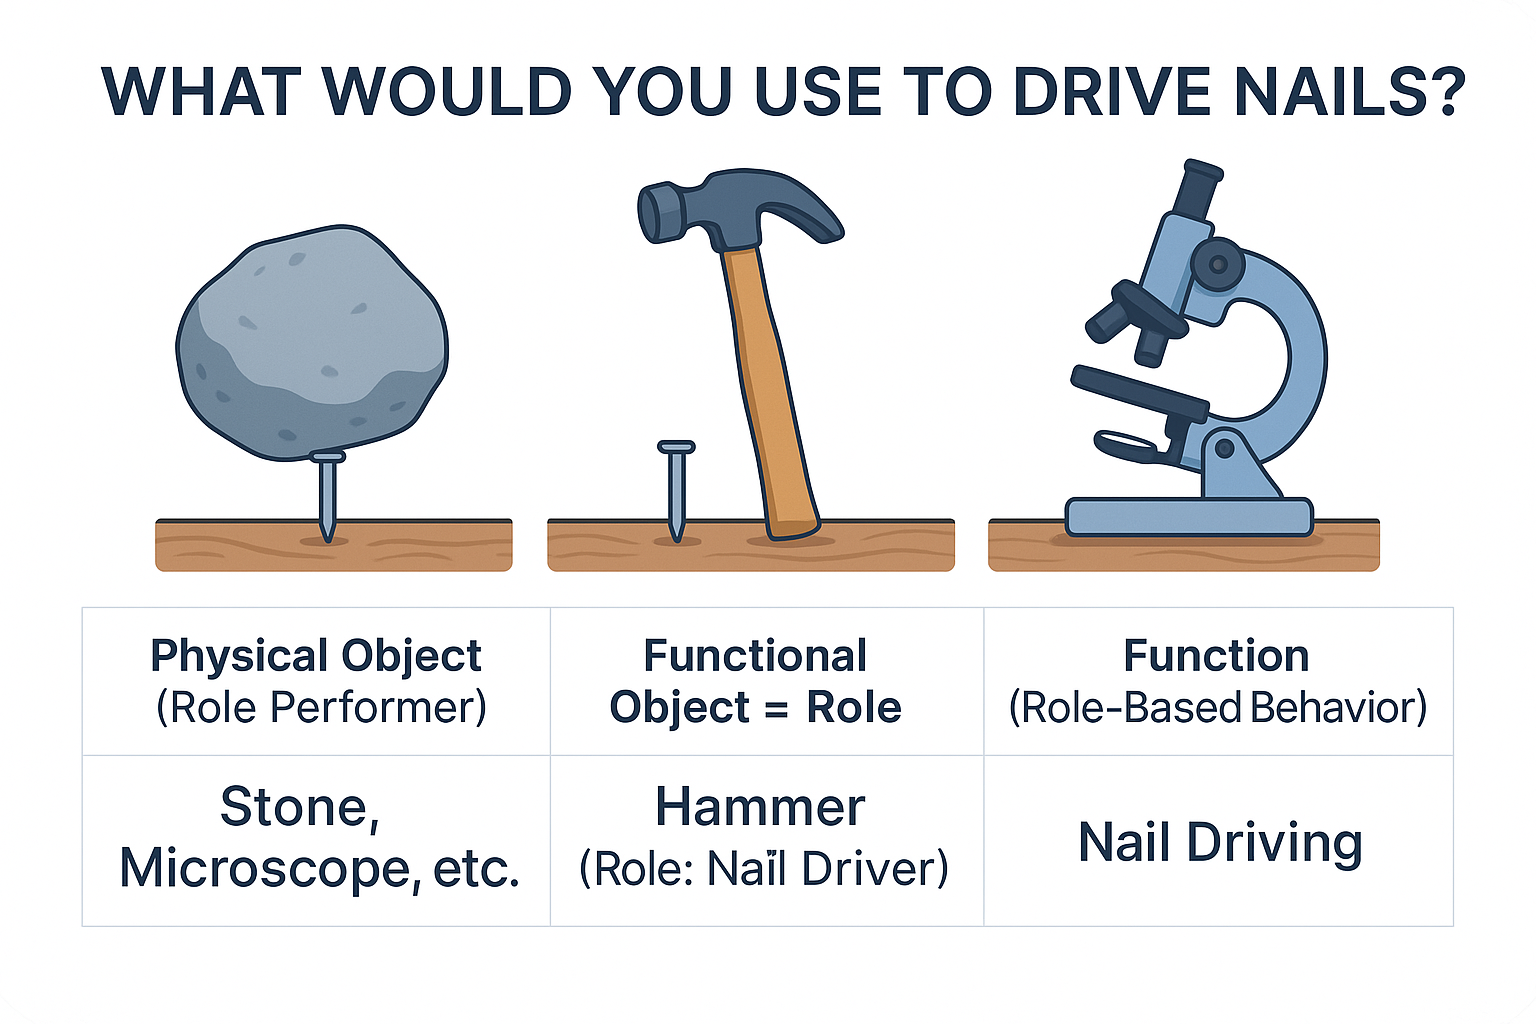 WHAT WOULD YOU USE TO DRIVE NAILS?
Physical Object
(Role Performer)
Functional
Object = Role
Function
(Role-Based Behavior)
Stone,
Microscope, etc.
Hammer
(Role: Nail Driver)
Nail Driving